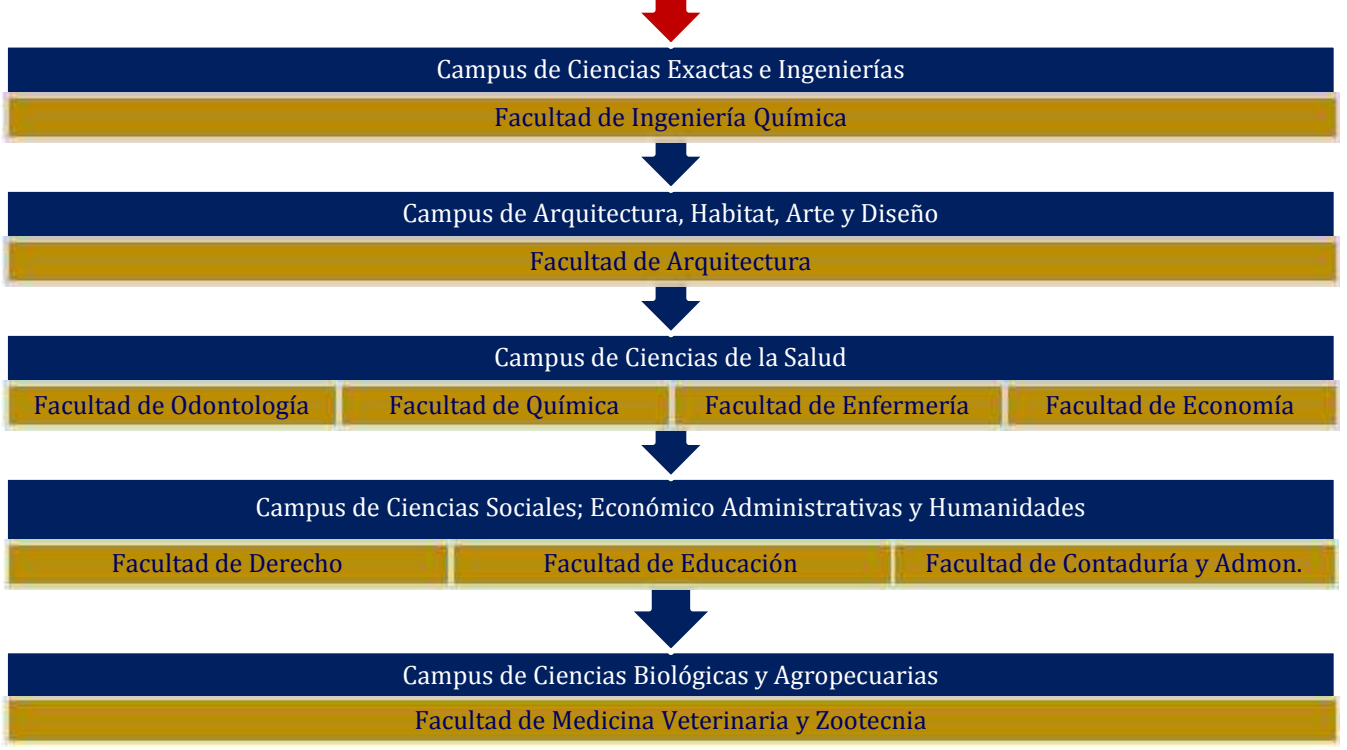 Campus de Ciencias Exactas e Ingenierías
Facultad de Ingeniería Química
Campus de Arquitectura, Habitat, Arte y Diseño
Facultad de Arquitectura
Campus de Ciencias de la Salud
Facultad de Odontología
Facultad de Química
Facultad de Enfermería
Facultad de Economía
Campus de Ciencias Sociales; Económico Administrativas y Humanidades
Facultad de Derecho
Facultad de Educación
Facultad de Contaduría y Admon.
Campus de Ciencias Biológicas y Agropecuarias
Facultad de Medicina Veterinaria y Zootecnia